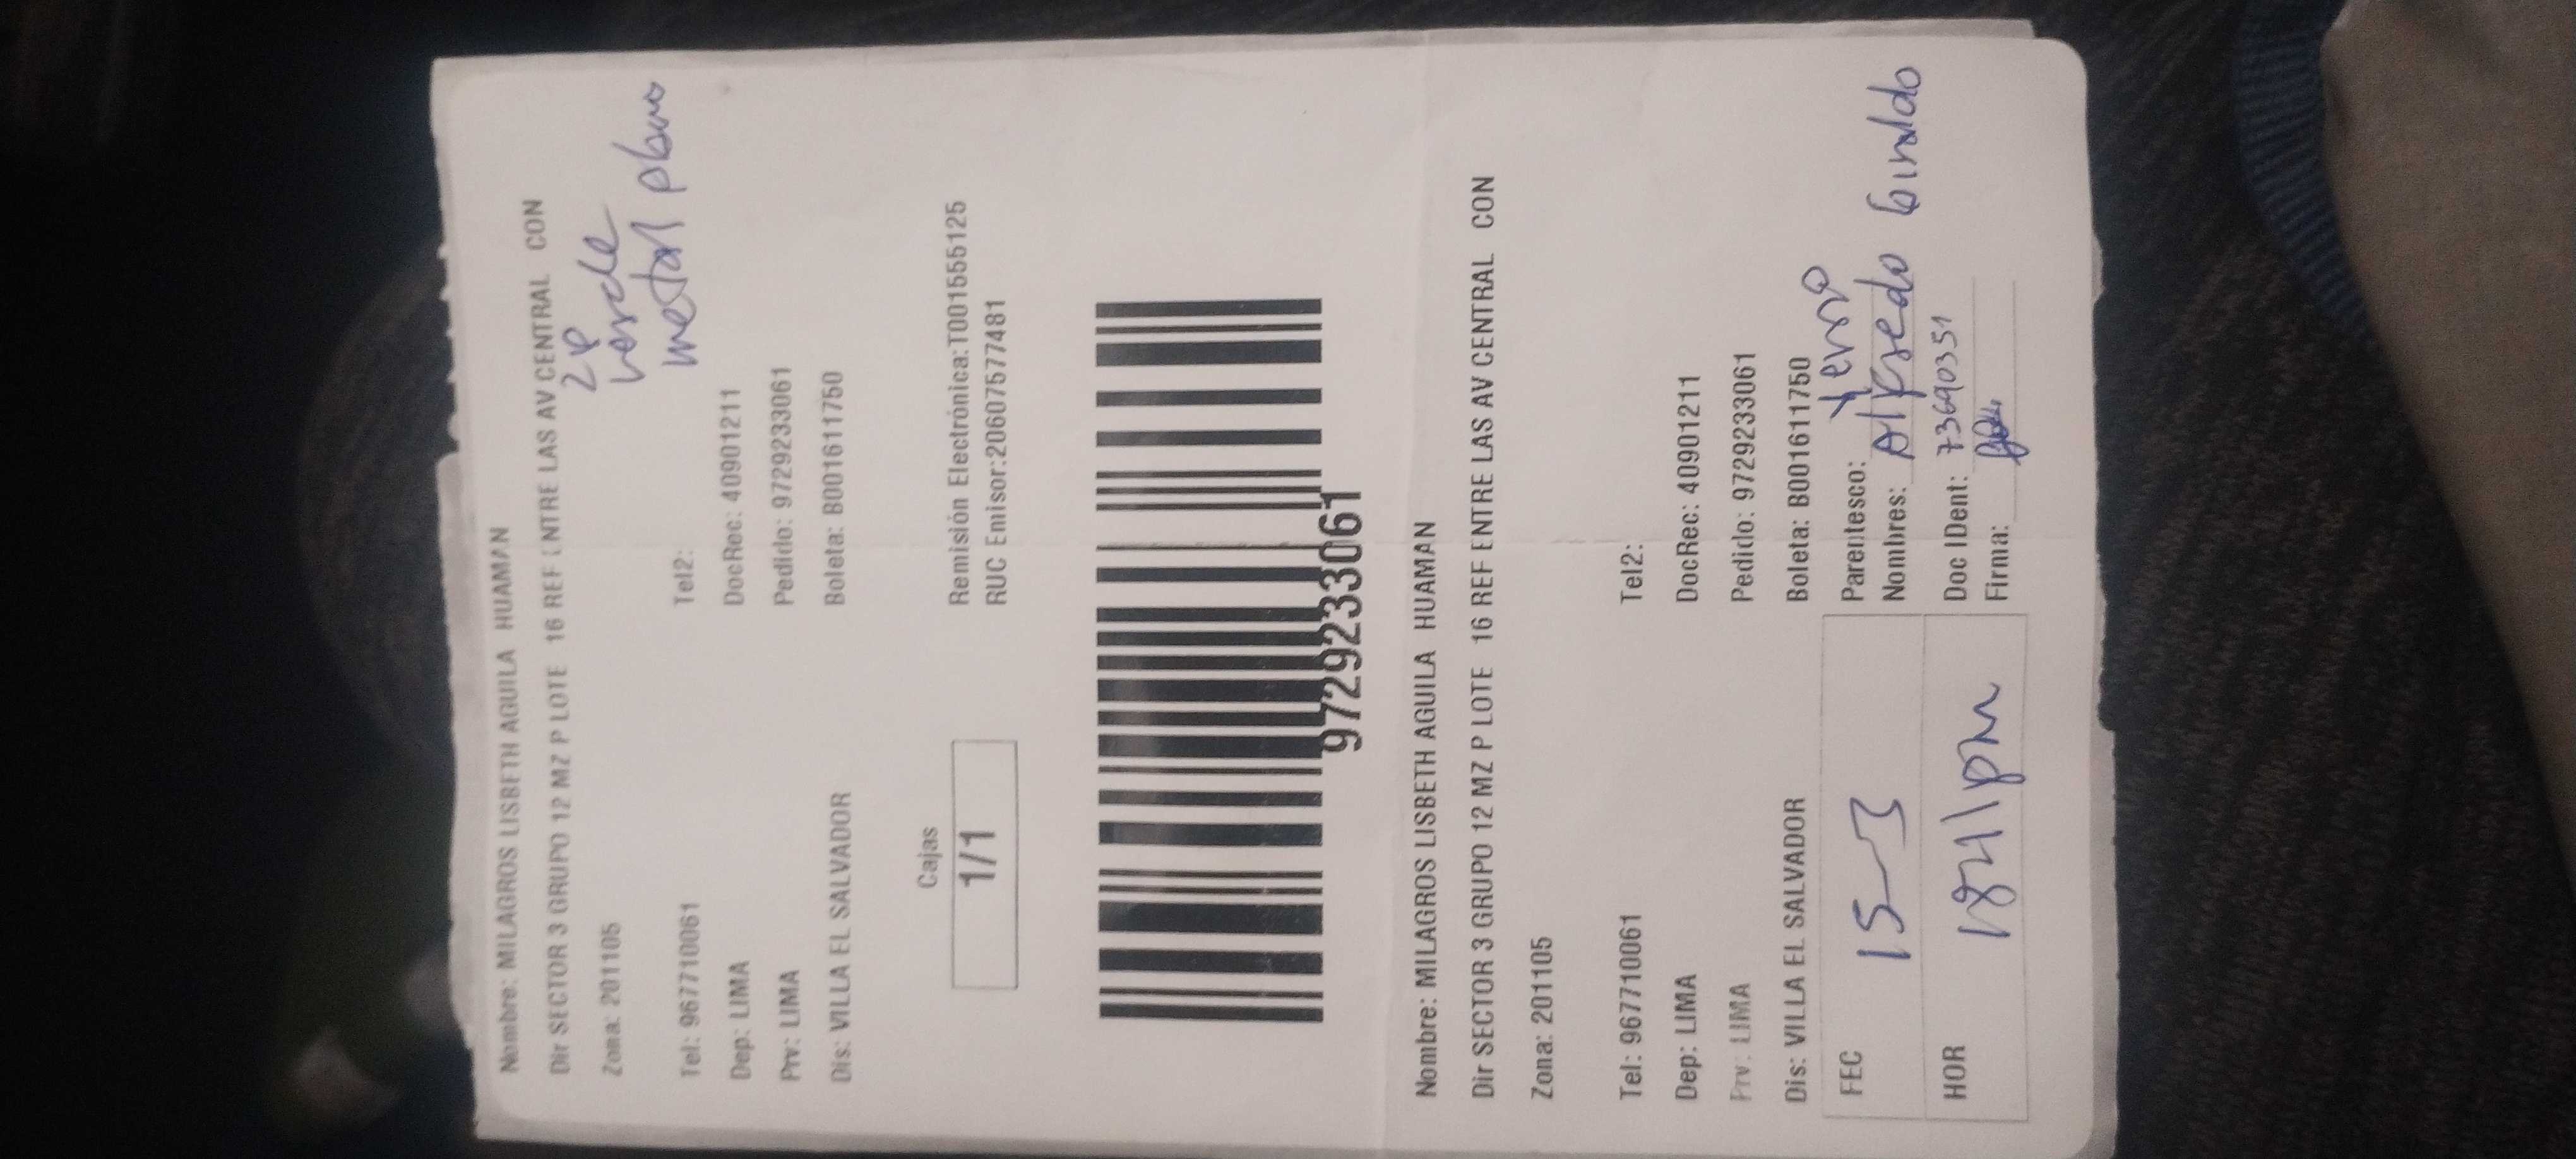 Nombre: MILAGROS LISBETH AGUILA HUAMAN
Dir SECTOR 3 GRUPO 12 MZ P LOTE 16 REF ENTRE LAS AV CENTRAL CON
Zona: 201105
2p
verde
metal plano
Tel: 967710061 Tel2:
Dep: LIMA DocRec: 40901211
Prv: LIMA Pedido: 9729233061
Dis: VILLA EL SALVADOR Boleta: B001611750
Cajas
1/1
Remisión Electrónica:T001555125
RUC Emisor:20607577481
9729233061
Nombre: MILAGROS LISBETH AGUILA HUAMAN
Dir SECTOR 3 GRUPO 12 MZ P LOTE 16 REF ENTRE LAS AV CENTRAL CON
Zona: 201105
Tel: 967710061 Tel2:
Dep: LIMA DocRec: 40901211
Prv: LIMA Pedido: 9729233061
Dis: VILLA EL SALVADOR Boleta: B001611750
FEC 15-3
Parentesco: Yerno
Nombres: Alfredo
HOR
Doc IDent: 73690351
Firma: